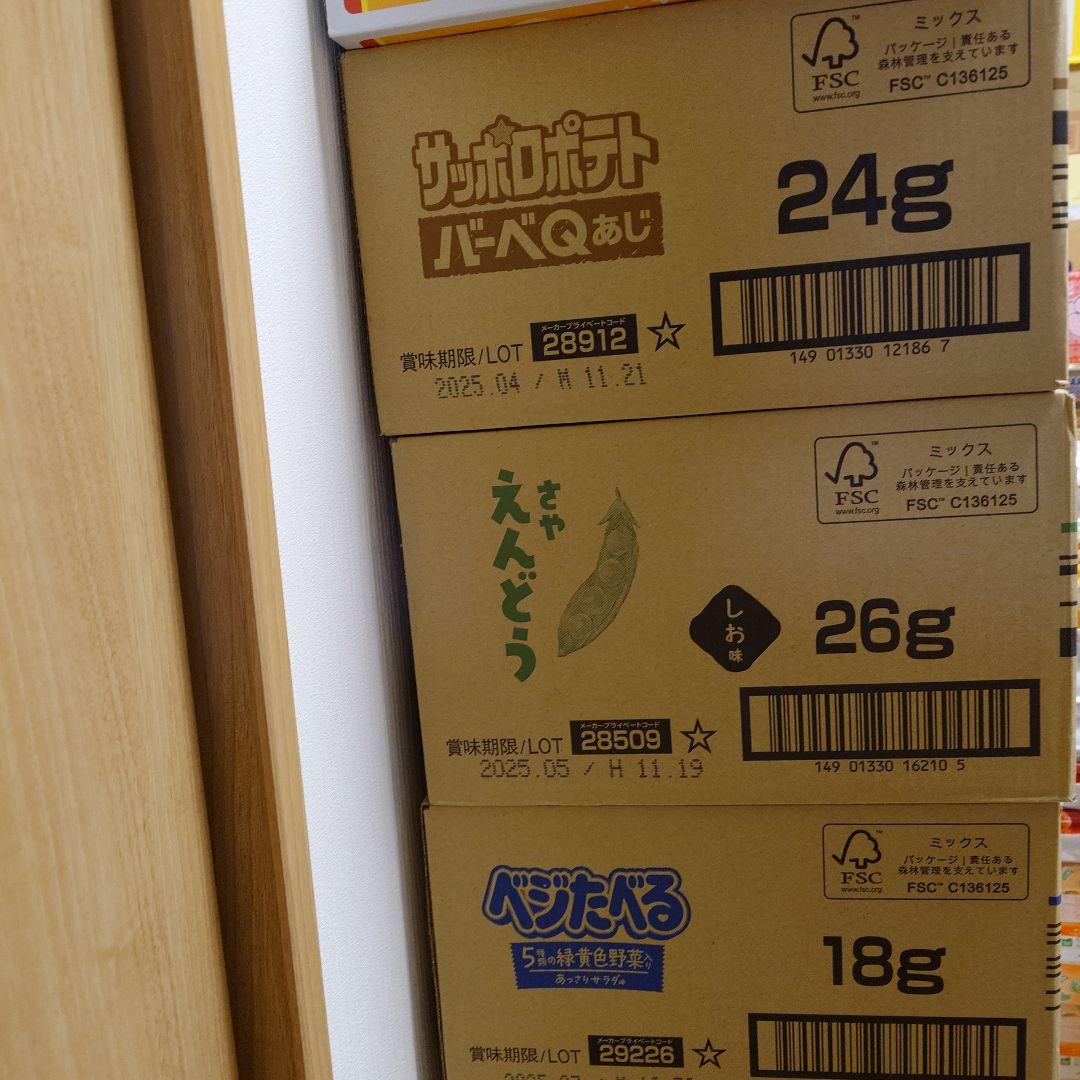 FSC™
www.fsc.org
ミックス
パッケージ|責任ある
森林管理を支えています
FSC™ C136125
サッポロポテト
バーベQあじ
24g
メーカープライベートコード
28912
賞味期限/LOT
2025.04 / M 11.21
149 01330 12186 7
FSC™
www.fsc.org
ミックス
パッケージ|責任ある
森林管理を支えています
FSC™ C136125
さや
えんどう
しお味
26g
メーカープライベートコード
28509
賞味期限/LOT
2025.05 / H 11.19
149 01330 16210 5
FSC™
www.fsc.org
ミックス
パッケージ|責任ある
森林管理を支えています
FSC™ C136125
ベジたべる
5種類の緑黄色野菜入り
あっさりサラダ味
18g
メーカープライベートコード
29226
賞味期限/LOT